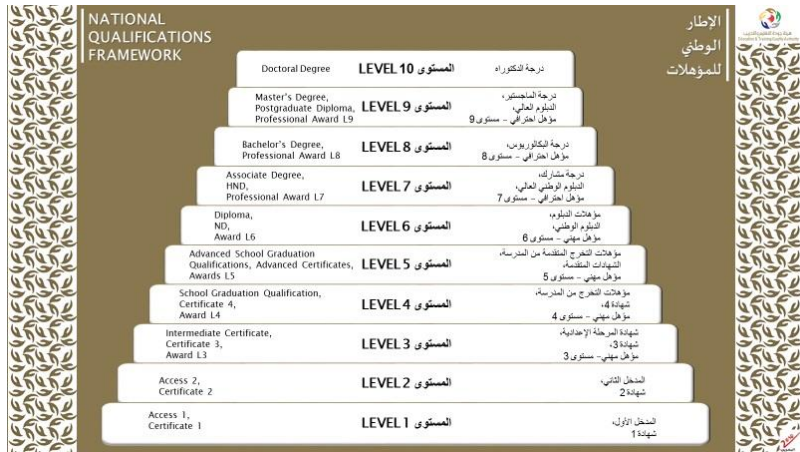 NATIONAL
QUALIFICATIONS
FRAMEWORK
الإطار
الوطني
للمؤهلات
هيئة جودة التعليم والتدريب
Education & Training Quality Authority
Doctoral Degree
LEVEL 10 المستوى
درجة الدكتوراه
Master's Degree,
Postgraduate Diploma,
Professional Award L9
LEVEL 9 المستوى
درجة الماجستير،
الدبلوم العالي،
مؤهل احترافي – مستوى 9
Bachelor's Degree,
Professional Award L8
LEVEL 8 المستوى
درجة البكالوريوس،
مؤهل احترافي – مستوى 8
Associate Degree,
HND,
Professional Award L7
LEVEL 7 المستوى
درجة مشارك،
الدبلوم الوطني العالي،
مؤهل احترافي – مستوى 7
Diploma,
ND,
Award L6
LEVEL 6 المستوى
مؤهلات الدبلوم،
الدبلوم الوطني،
مؤهل مهني – مستوى 6
Advanced School Graduation
Qualifications, Advanced Certificates,
Awards L5
LEVEL 5 المستوى
مؤهلات التخرج المتقدمة من المدرسة،
الشهادات المتقدمة،
مؤهل مهني – مستوى 5
School Graduation Qualification,
Certificate 4,
Award L4
LEVEL 4 المستوى
مؤهلات التخرج من المدرسة،
شهادة 4،
مؤهل مهني – مستوى 4
Intermediate Certificate,
Certificate 3,
Award L3
LEVEL 3 المستوى
شهادة المرحلة الإعدادية،
شهادة 3،
مؤهل مهني– مستوى 3
Access 2,
Certificate 2
LEVEL 2 المستوى
المدخل الثاني،
شهادة 2
Access 1,
Certificate 1
LEVEL 1 المستوى
المدخل الأول،
شهادة 1